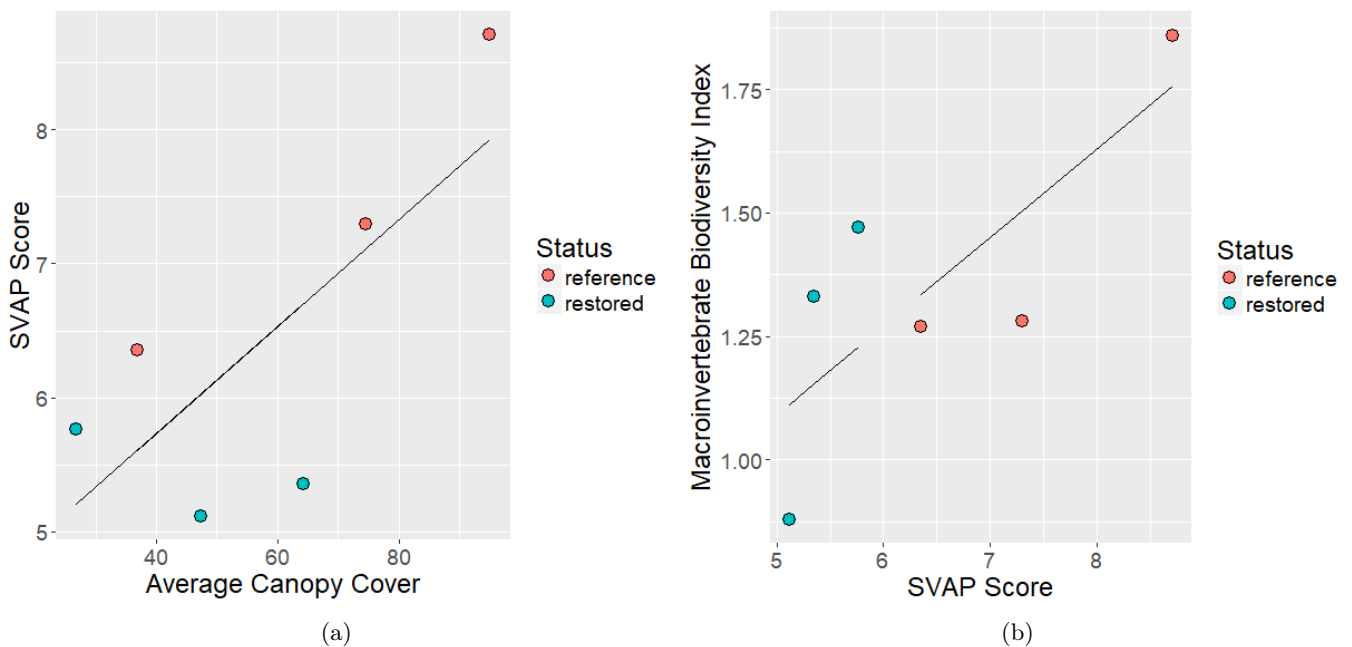 SVAP Score
8
7
6
5
40
60
80
Average Canopy Cover
Status
reference
restored
(a)
Macroinvertebrate Biodiversity Index
1.75
1.50
1.25
1.00
5
6
7
8
SVAP Score
Status
reference
restored
(b)